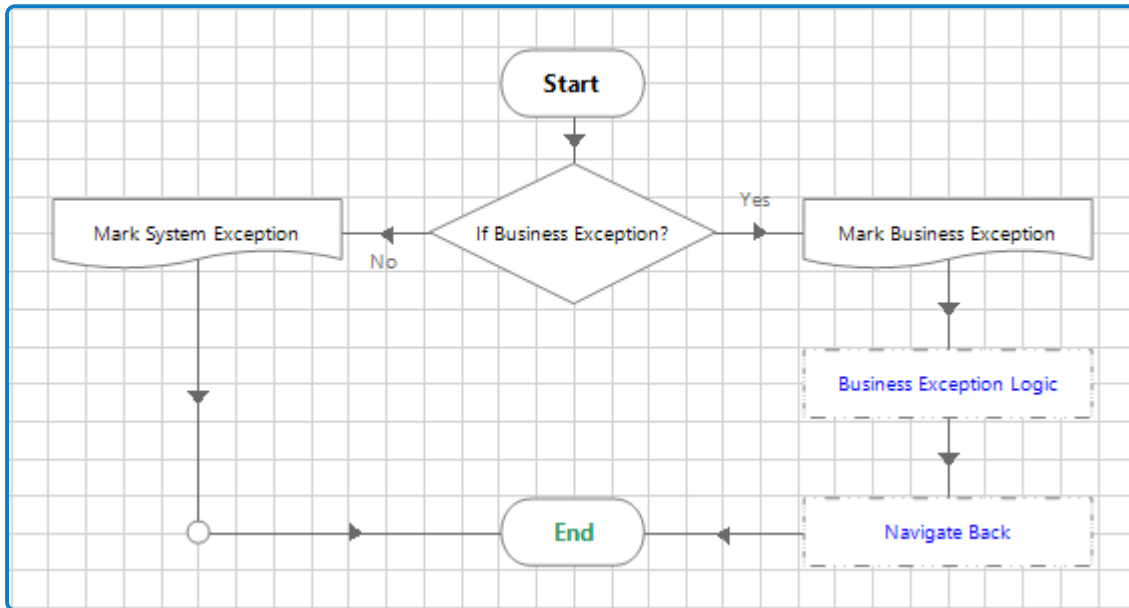 Start
Yes
Mark System Exception
If Business Exception?
Mark Business Exception
No
Business Exception Logic
End
Navigate Back